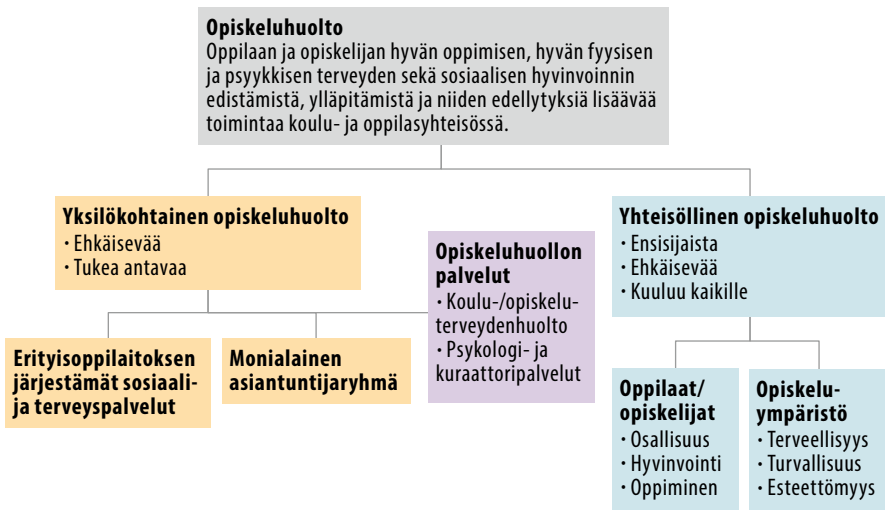 Opiskeluhuolto
Oppilaan ja opiskelijan hyvän oppimisen, hyvän fyysisen
ja psyykkisen terveyden sekä sosiaalisen hyvinvoinnin
edistämistä, ylläpitämistä ja niiden edellytyksiä lisäävää
toimintaa koulu- ja oppilasyhteisössä.
Yksilökohtainen opiskeluhuolto
· Ehkäisevää
· Tukea antavaa
Opiskeluhuollon
palvelut
· Koulu-/opiskelu-
terveydenhuolto
· Psykologi- ja
kuraattoripalvelut
Yhteisöllinen opiskeluhuolto
· Ensisijaista
· Ehkäisevää
· Kuuluu kaikille
Erityisoppilaitoksen
järjestämät sosiaali-
ja terveyspalvelut
Monialainen
asiantuntijaryhmä
Oppilaat/
opiskelijat
· Osallisuus
· Hyvinvointi
· Oppiminen
Opiskelu-
ympäristö
· Terveellisyys
· Turvallisuus
· Esteettömyys